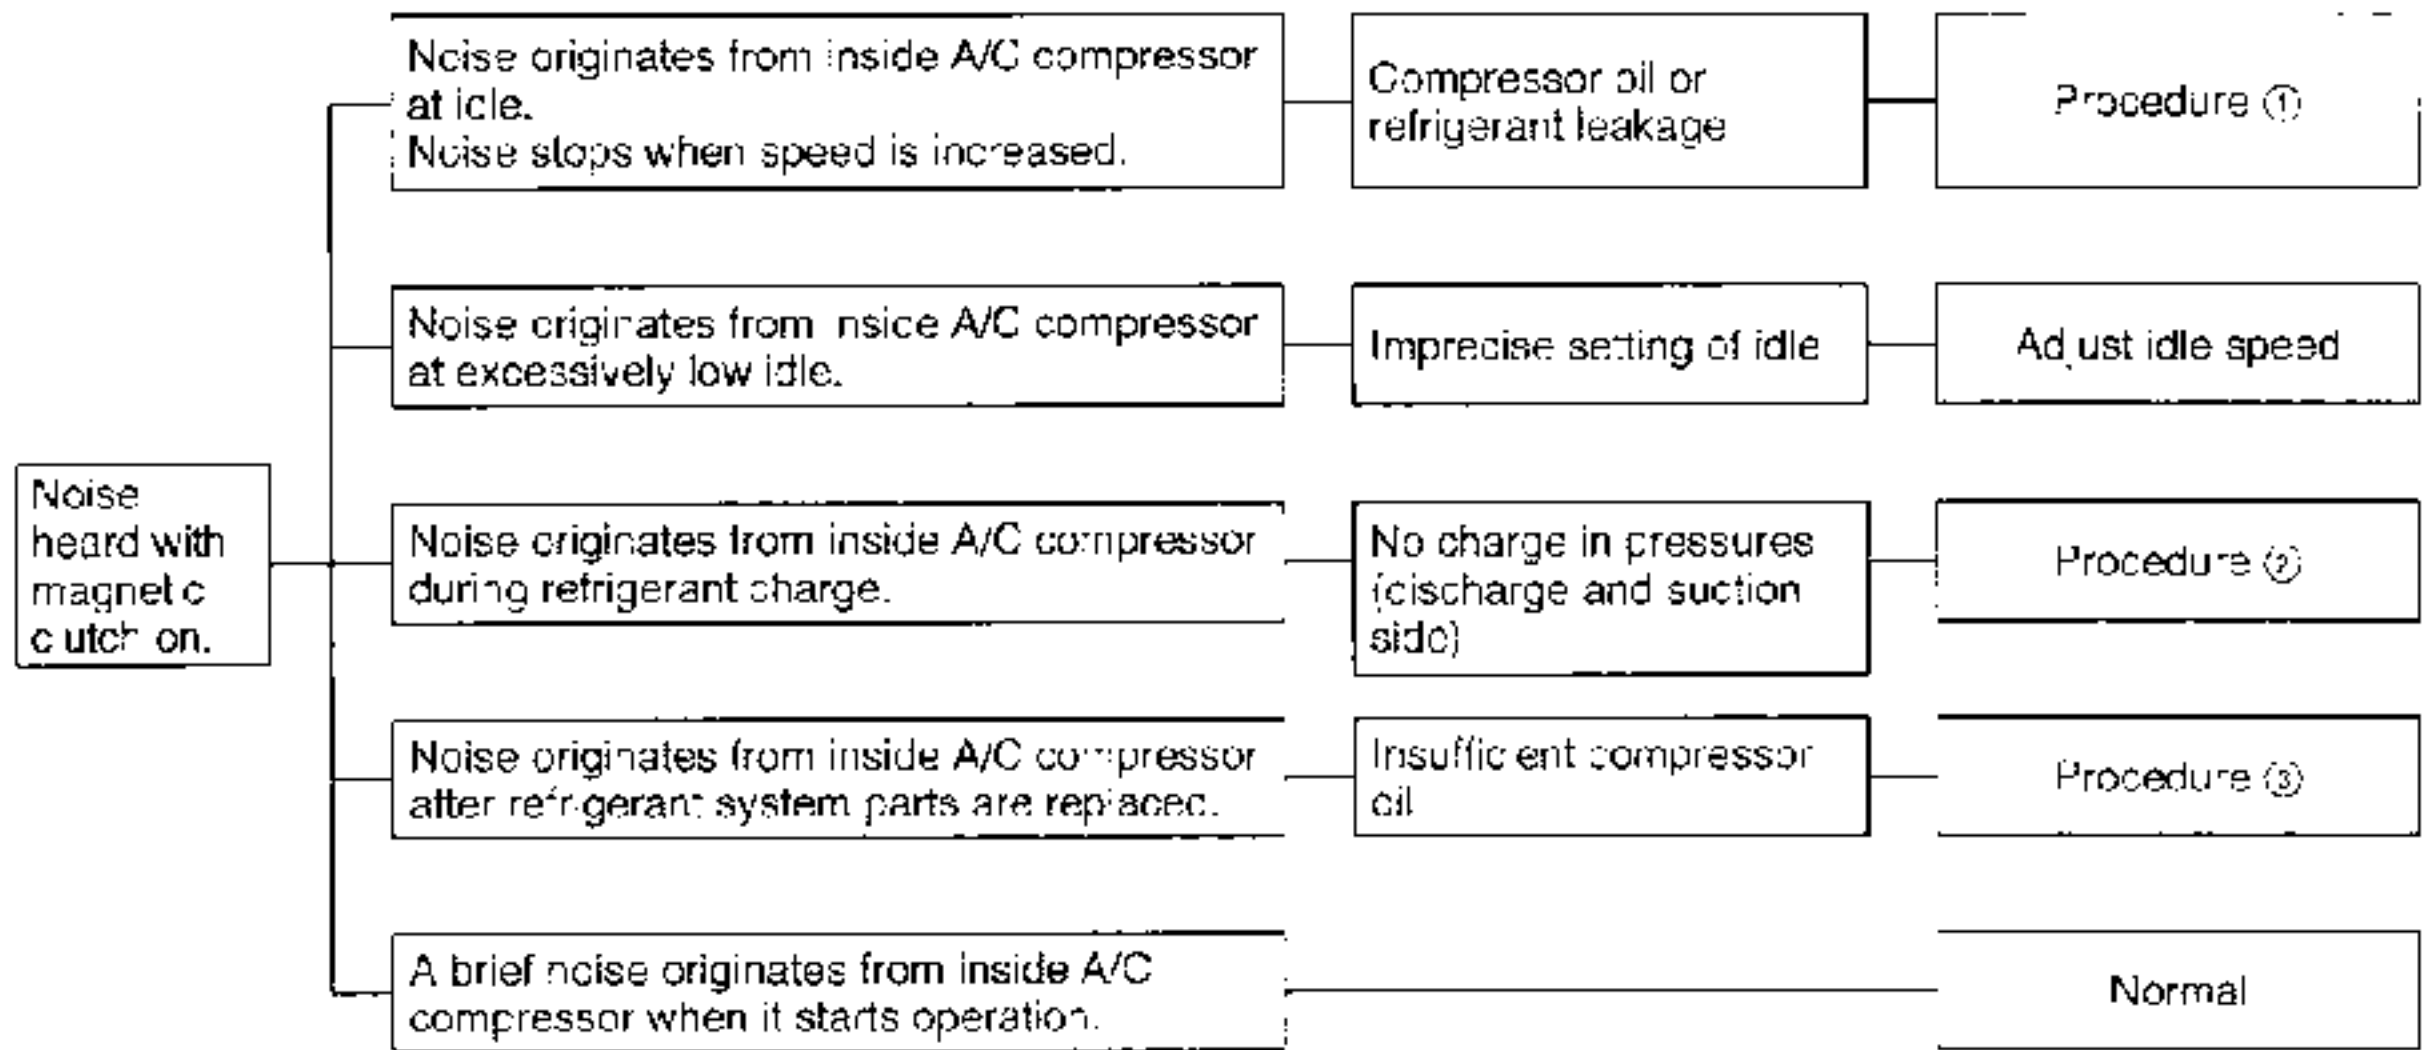 Noise originates from inside A/C compressor
at idle.
Noise stops when speed is increased.
Compressor oil or
refrigerant leakage
Procedure ①
Noise originates from inside A/C compressor
at excessively low idle.
Imprecise setting of idle
Adjust idle speed
Noise
heard with
magnetic
clutch on.
Noise originates from inside A/C compressor
during refrigerant charge.
No charge in pressures
(discharge and suction
side)
Procedure ②
Noise originates from inside A/C compressor
after refrigerant system parts are replaced.
Insufficient compressor
oil
Procedure ③
A brief noise originates from inside A/C
compressor when it starts operation.
Normal